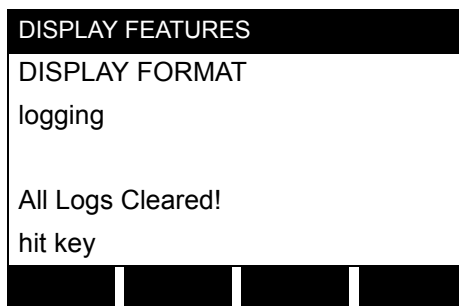 DISPLAY FEATURES
DISPLAY FORMAT
logging
All Logs Cleared!
hit key